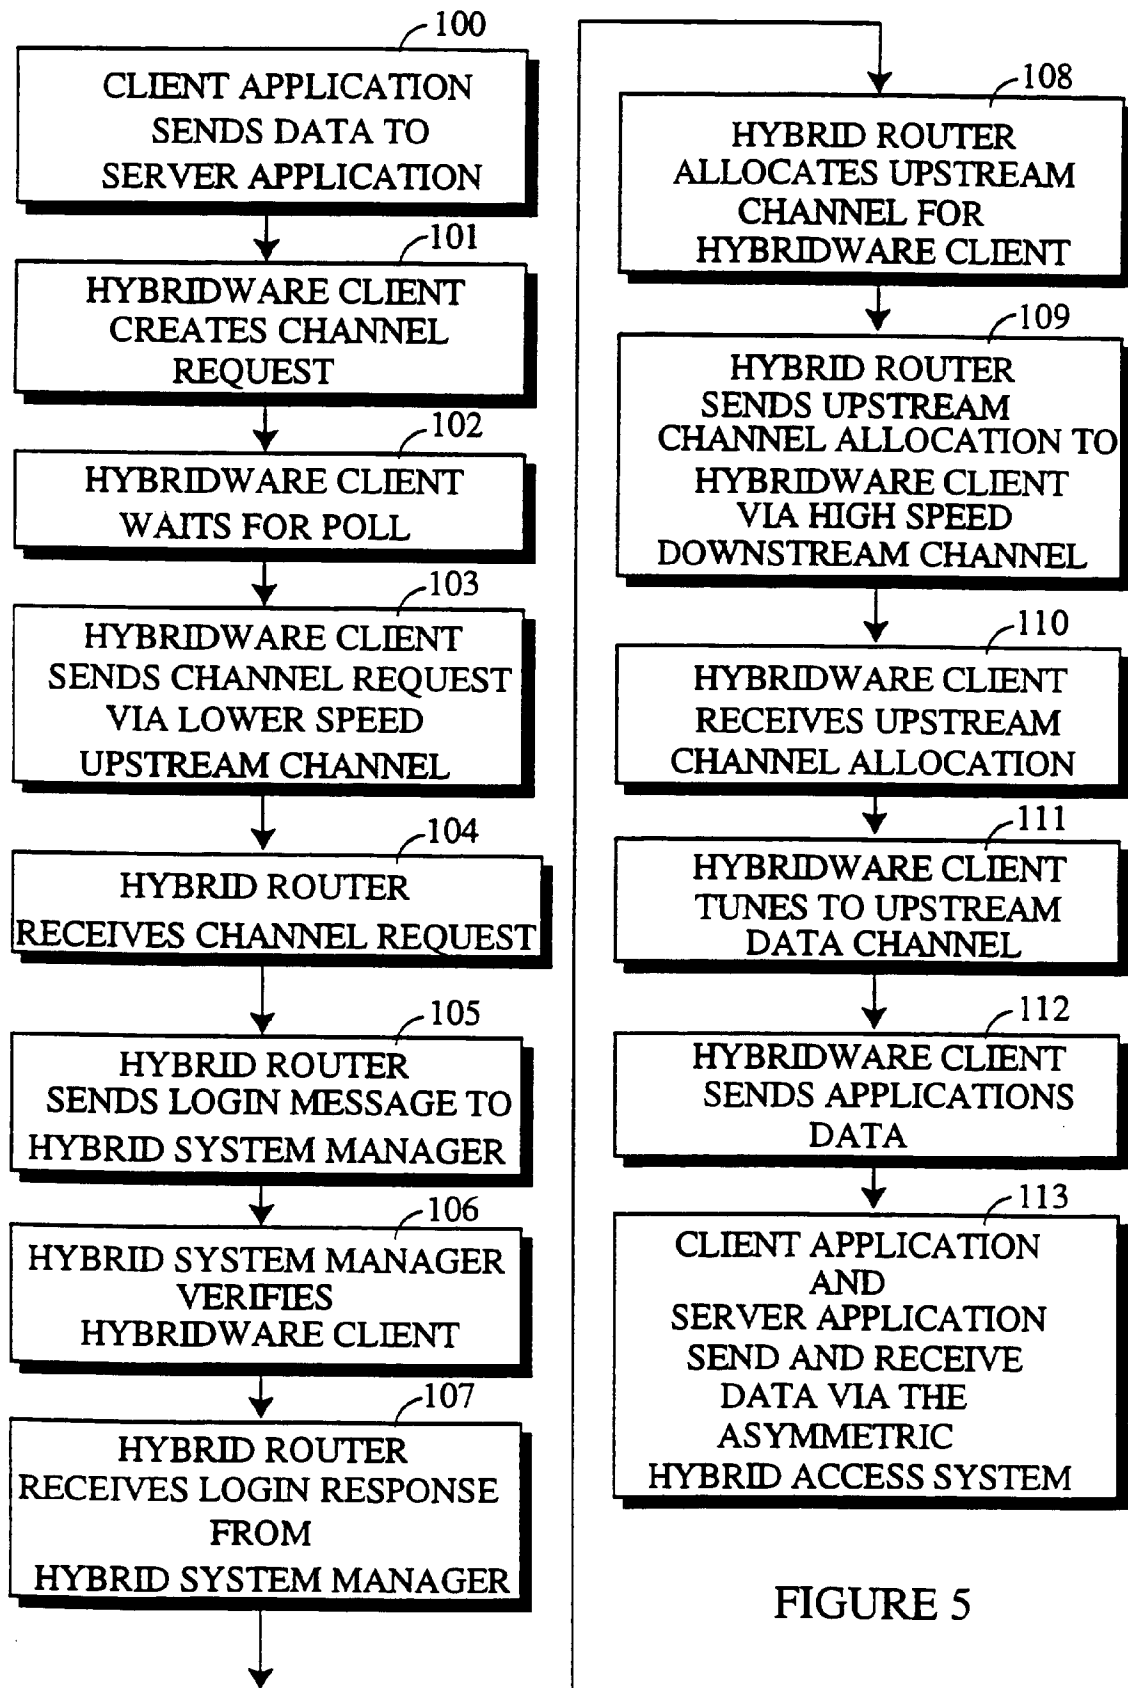 100
CLIENT APPLICATION
SENDS DATA TO
SERVER APPLICATION
101
HYBRIDWARE CLIENT
CREATES CHANNEL
REQUEST
102
HYBRIDWARE CLIENT
WAITS FOR POLL
103
HYBRIDWARE CLIENT
SENDS CHANNEL REQUEST
VIA LOWER SPEED
UPSTREAM CHANNEL
104
HYBRID ROUTER
RECEIVES CHANNEL REQUEST
105
HYBRID ROUTER
SENDS LOGIN MESSAGE TO
HYBRID SYSTEM MANAGER
106
HYBRID SYSTEM MANAGER
VERIFIES
HYBRIDWARE CLIENT
107
HYBRID ROUTER
RECEIVES LOGIN RESPONSE
FROM
HYBRID SYSTEM MANAGER
108
HYBRID ROUTER
ALLOCATES UPSTREAM
CHANNEL FOR
HYBRIDWARE CLIENT
109
HYBRID ROUTER
SENDS UPSTREAM
CHANNEL ALLOCATION TO
HYBRIDWARE CLIENT
VIA HIGH SPEED
DOWNSTREAM CHANNEL
110
HYBRIDWARE CLIENT
RECEIVES UPSTREAM
CHANNEL ALLOCATION
111
HYBRIDWARE CLIENT
TUNES TO UPSTREAM
DATA CHANNEL
112
HYBRIDWARE CLIENT
SENDS APPLICATIONS
DATA
113
CLIENT APPLICATION
AND
SERVER APPLICATION
SEND AND RECEIVE
DATA VIA THE
ASYMMETRIC
HYBRID ACCESS SYSTEM
FIGURE 5